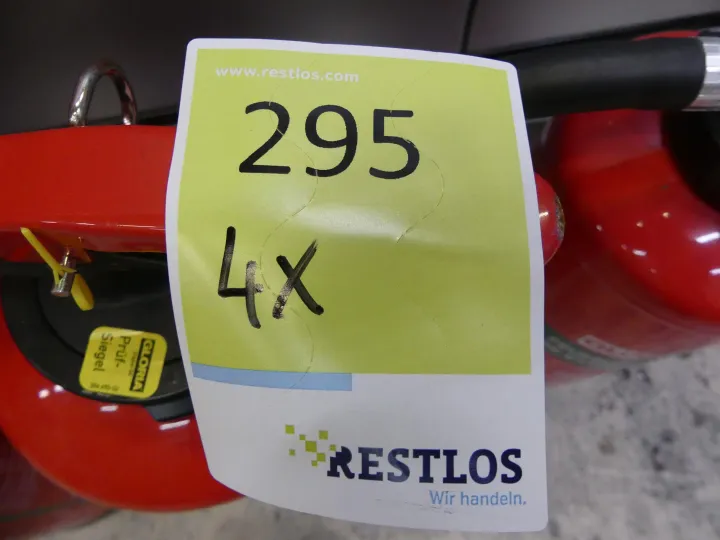 www.restlos.com
295
4x
RESTLOS
Wir handeln.
GLORIA
Prüf-
Siegel